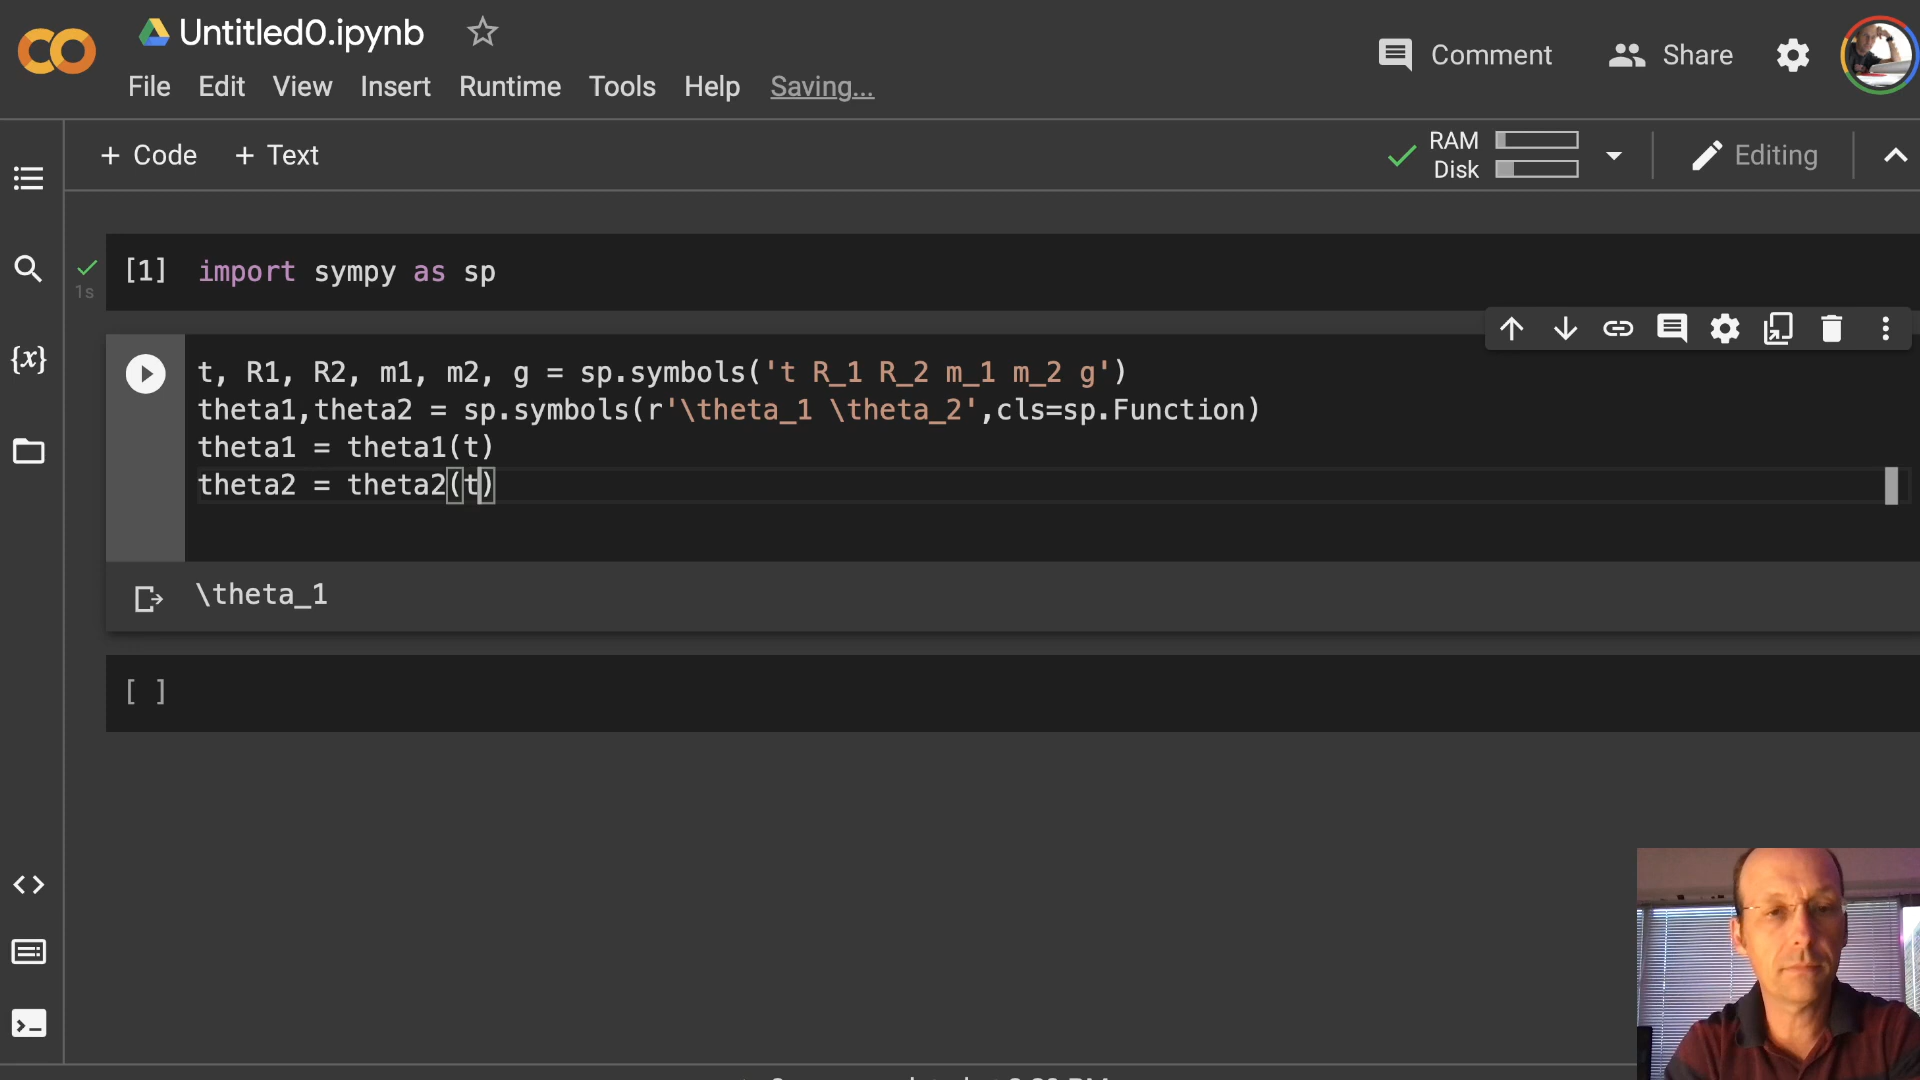 Untitled0.ipynb
Comment
Share
File Edit View Insert Runtime Tools Help Saving...
+ Code + Text
RAM
Disk
Editing
[1] import sympy as sp
1s
t, R1, R2, m1, m2, g = sp.symbols('t R_1 R_2 m_1 m_2 g')
theta1,theta2 = sp.symbols(r'\theta_1 \theta_2',cls=sp.Function)
theta1 = theta1(t)
theta2 = theta2(t)
\theta_1
[ ]
{x}